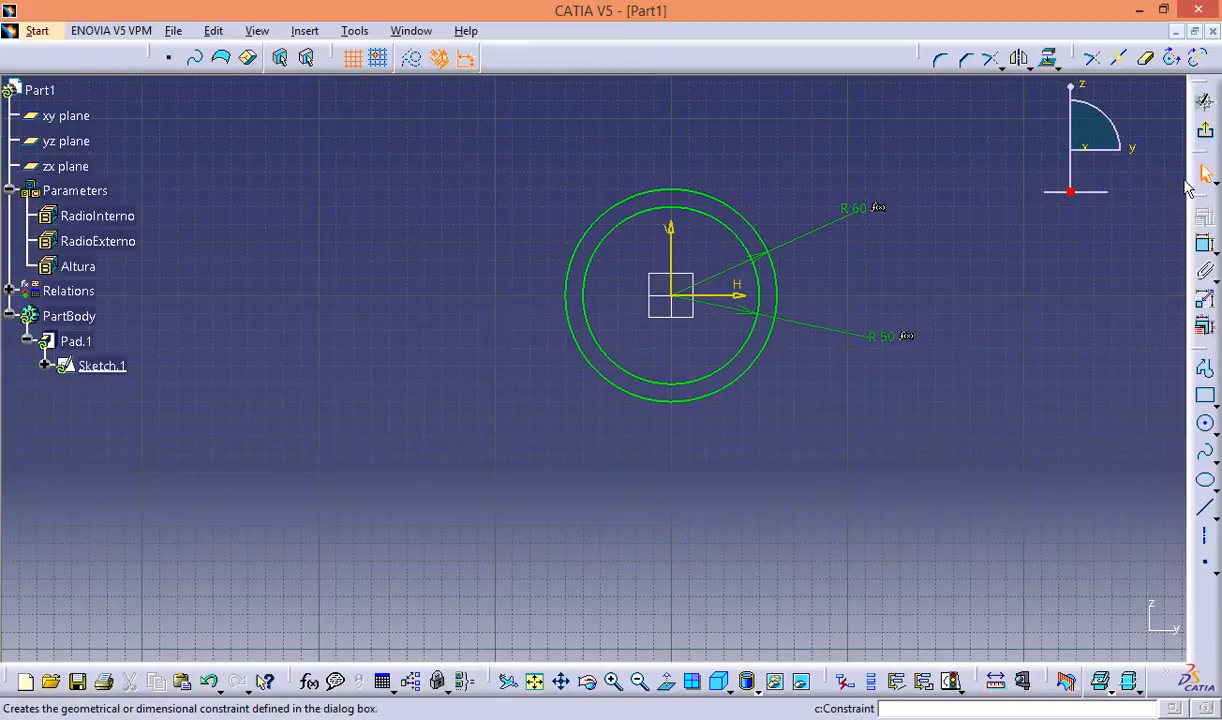 CATIA V5 - [Part1]
Start ENOVIA V5 VPM File Edit View Insert Tools Window Help
Part1
xy plane
yz plane
zx plane
Parameters
RadioInterno
RadioExterno
Altura
Relations
PartBody
Pad.1
Sketch.1
z
x y
R 60 f(x)
V
H
R 50 f(x)
z
y
f(x)
CATIA
Creates the geometrical or dimensional constraint defined in the dialog box. c:Constraint